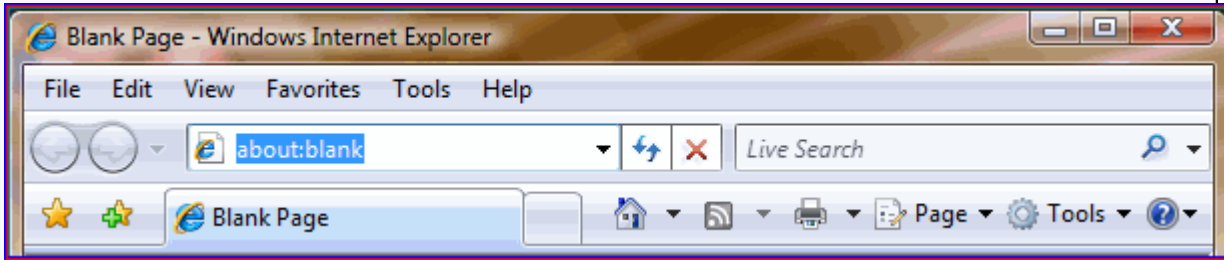 Blank Page - Windows Internet Explorer
File Edit View Favorites Tools Help
about:blank Live Search
Blank Page Page Tools